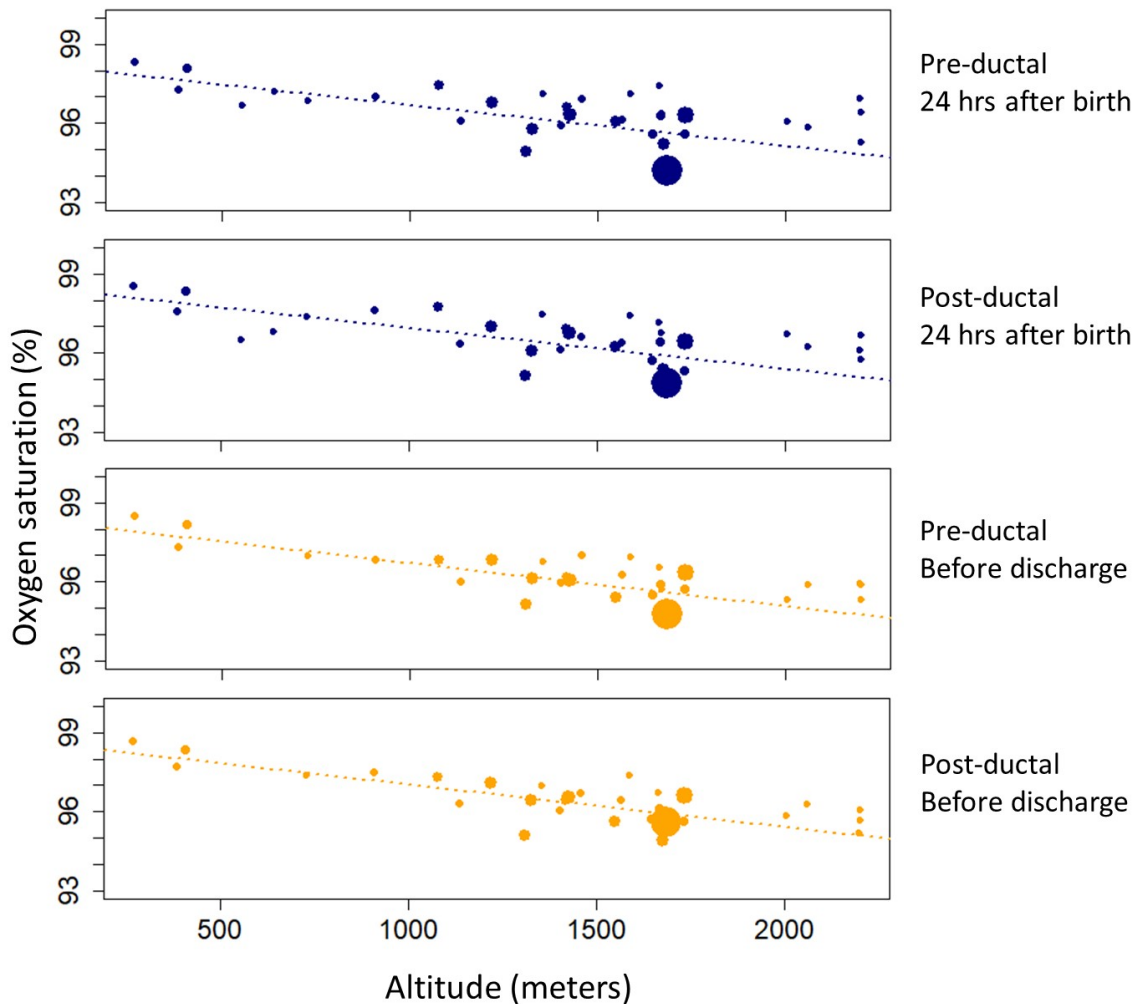 99
96
93
Pre-ductal
24 hrs after birth
99
96
93
Post-ductal
24 hrs after birth
Oxygen saturation (%)
99
96
93
Pre-ductal
Before discharge
99
96
93
Post-ductal
Before discharge
500 1000 1500 2000
Altitude (meters)